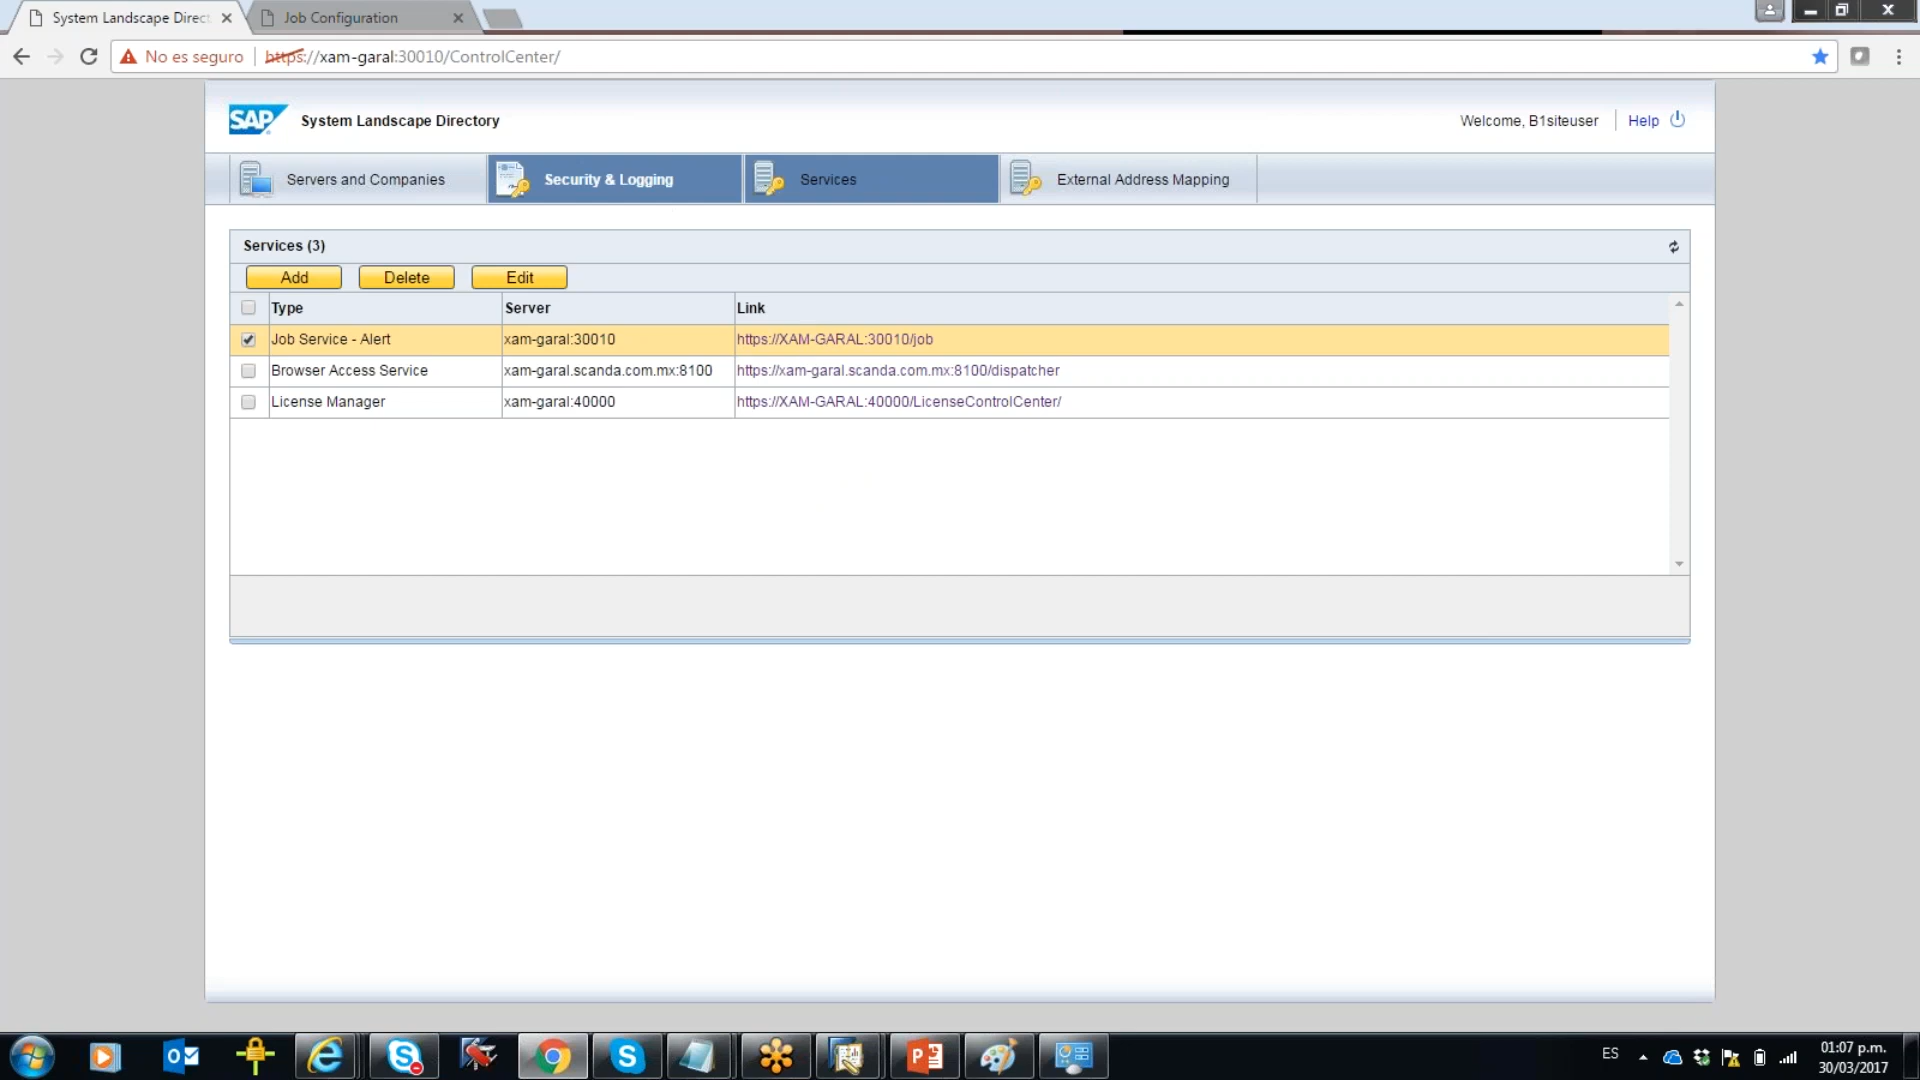 System Landscape Direct
Job Configuration
No es seguro
https://xam-garal:30010/ControlCenter/
SAP
System Landscape Directory
Welcome, B1siteuser
Help
Servers and Companies
Security & Logging
Services
External Address Mapping
Services (3)
Add
Delete
Edit
Type
Server
Link
Job Service - Alert
xam-garal:30010
https://XAM-GARAL:30010/job
Browser Access Service
xam-garal.scanda.com.mx:8100
https://xam-garal.scanda.com.mx:8100/dispatcher
License Manager
xam-garal:40000
https://XAM-GARAL:40000/LicenseControlCenter/
ES
01:07 p.m.
30/03/2017